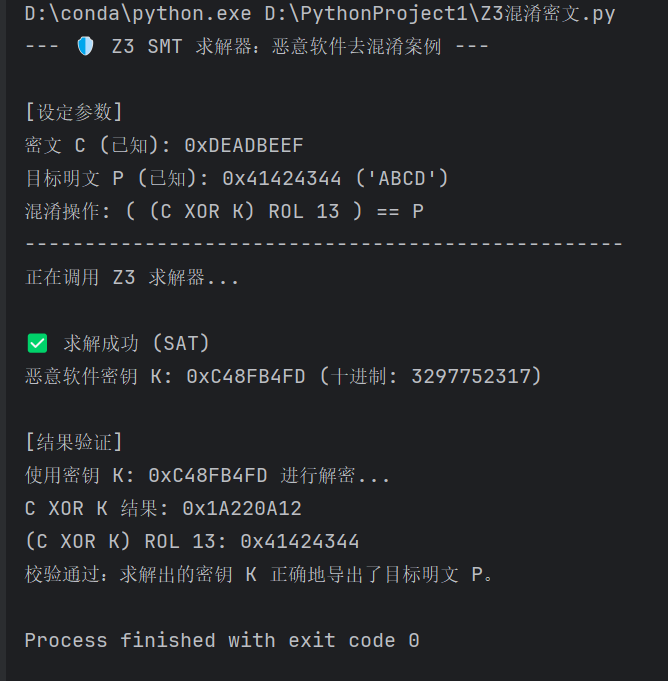 D:\conda\python.exe D:\PythonProject1\Z3混淆密文.py
--- 🛡️ Z3 SMT 求解器：恶意软件去混淆案例 ---
[设定参数]
密文 C (已知): 0xDEADBEEF
目标明文 P (已知): 0x41424344 ('ABCD')
混淆操作: ( (C XOR K) ROL 13 ) == P
--------------------------------------------------
正在调用 Z3 求解器...
✅ 求解成功 (SAT)
恶意软件密钥 K: 0xC48FB4FD (十进制: 3297752317)
[结果验证]
使用密钥 K: 0xC48FB4FD 进行解密...
C XOR K 结果: 0x1A220A12
(C XOR K) ROL 13: 0x41424344
校验通过：求解出的密钥 K 正确地导出了目标明文 P。
Process finished with exit code 0